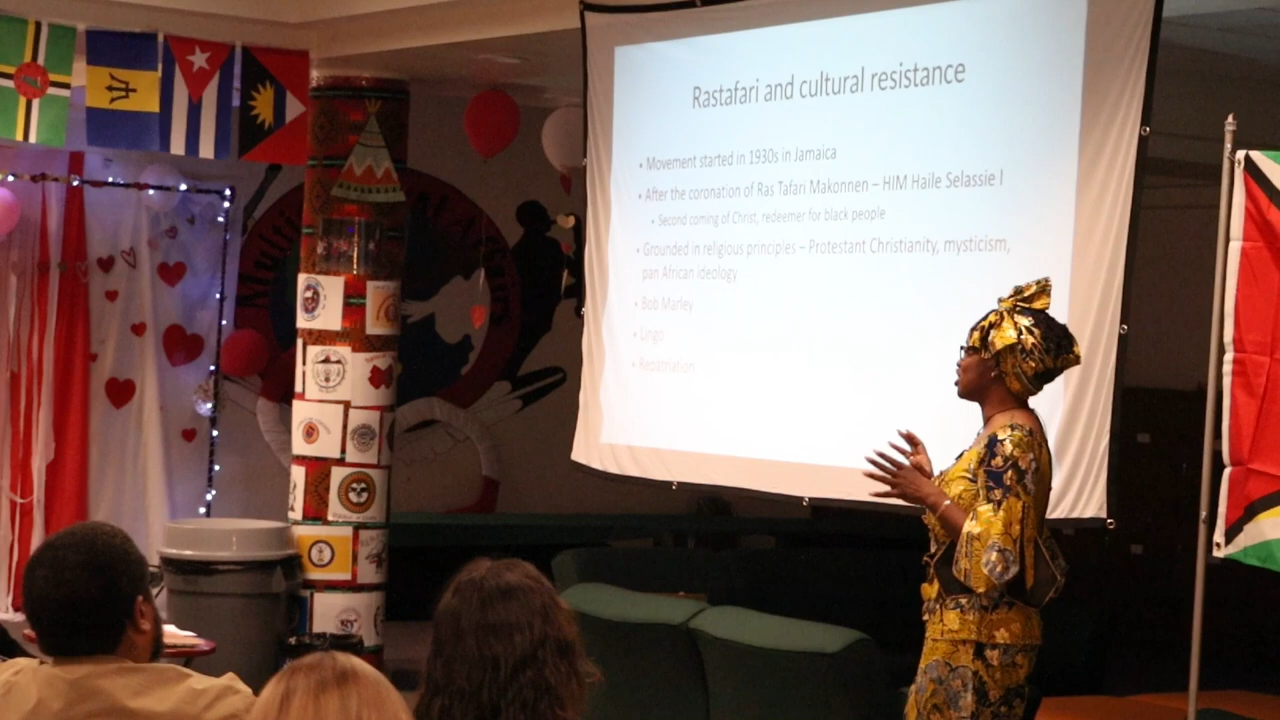 Rastafari and cultural resistance
• Movement started in 1930s in Jamaica
• After the coronation of Ras Tafari Makonnen – HIM Haile Selassie I
• Second coming of Christ, redeemer for black people
• Grounded in religious principles – Protestant Christianity, mysticism,
pan African ideology
• Bob Marley
• Lingo
• Repatriation